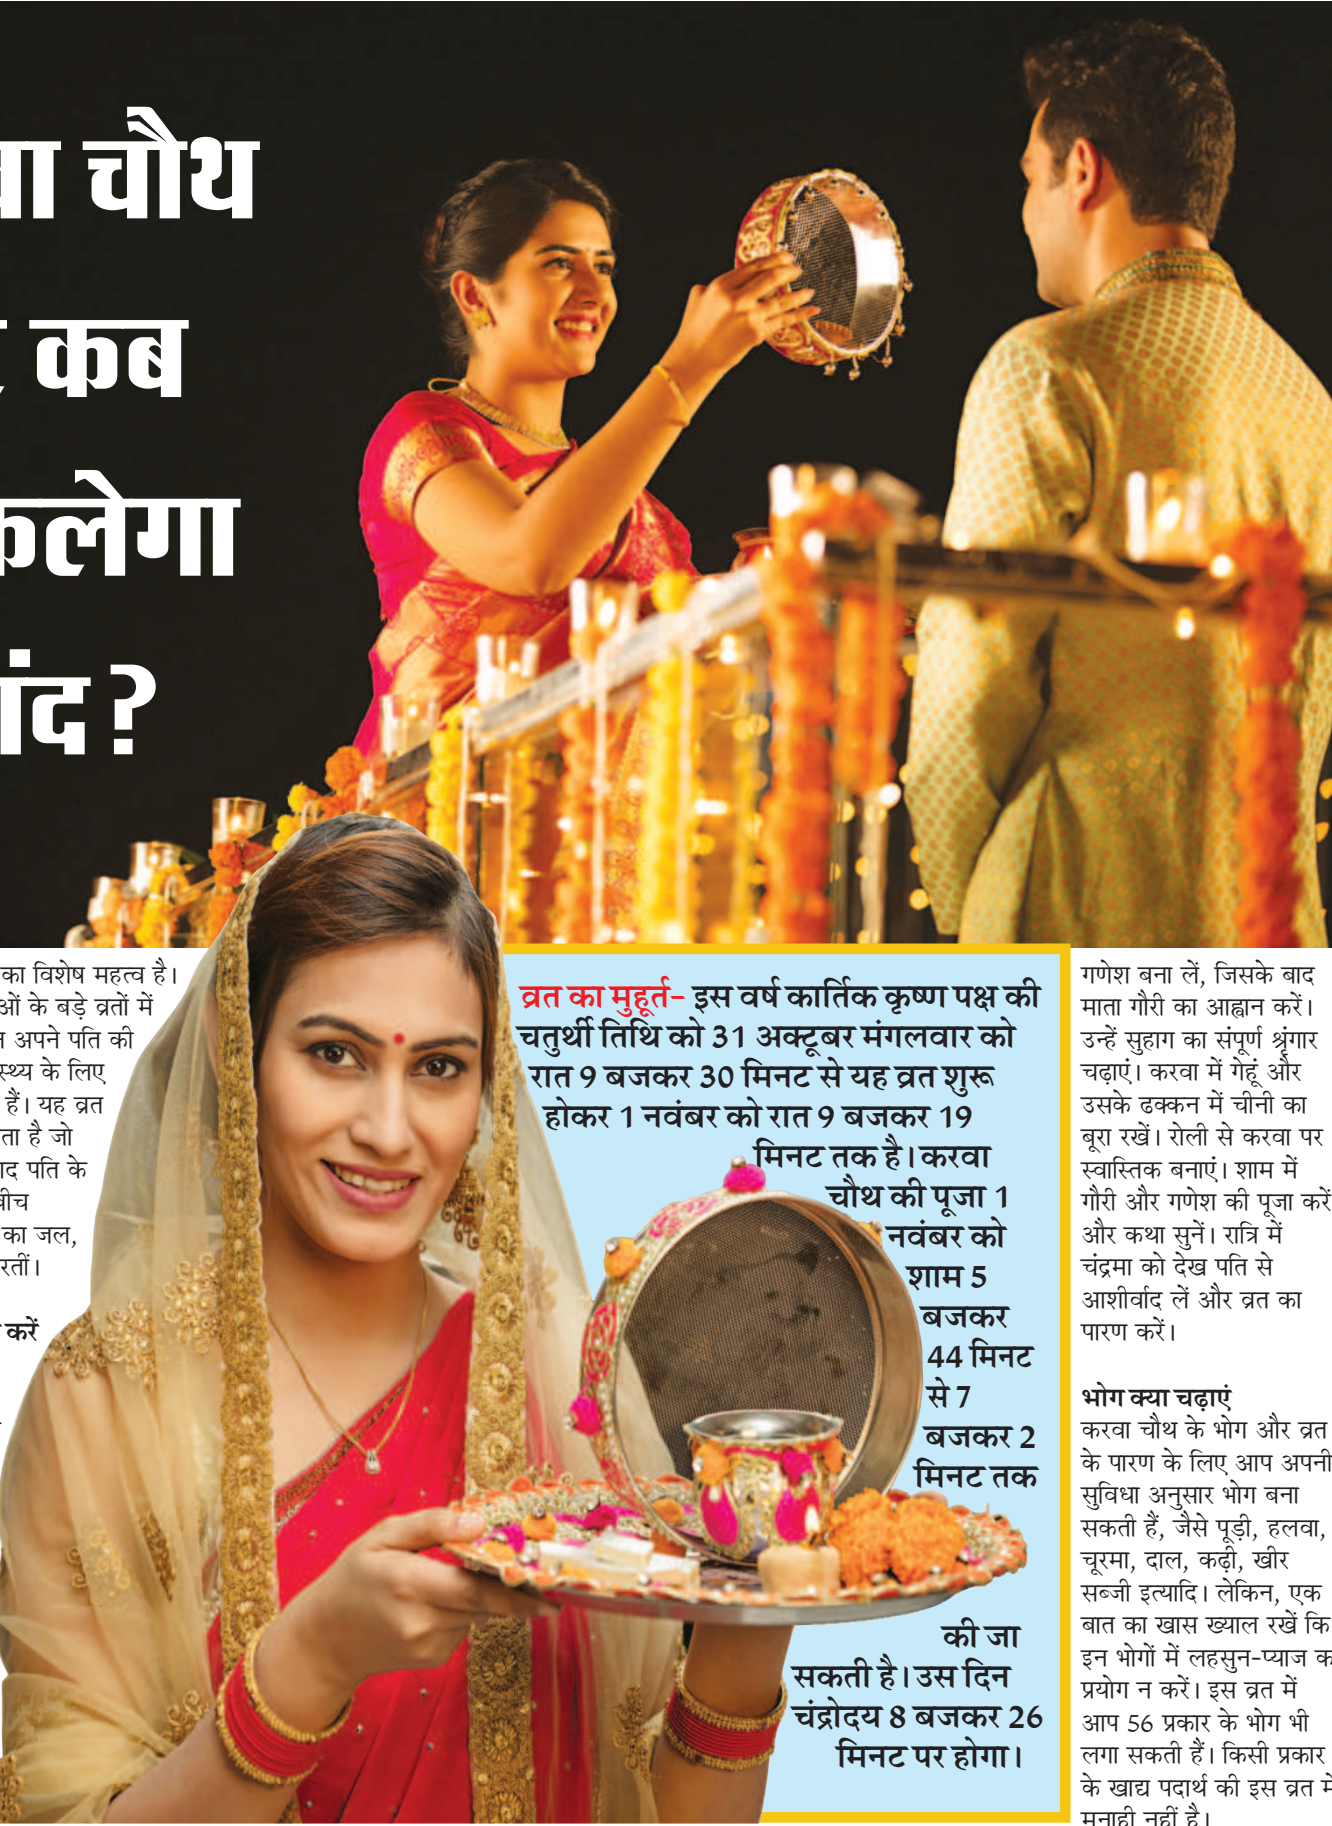 चौथ
कब
चांद?
का विशेष महत्व है।
के बड़े व्रतों में
अपने पति की
के लिए
हैं। यह व्रत
है जो
पति के
का जल,
करें
व्रत का मुहूर्त- इस वर्ष कार्तिक कृष्ण पक्ष की
चतुर्थी तिथि को 31 अक्टूबर मंगलवार को
रात 9 बजकर 30 मिनट से यह व्रत शुरू
होकर 1 नवंबर को रात 9 बजकर 19
मिनट तक है। करवा
चौथ की पूजा 1
नवंबर को
शाम 5
बजकर
44 मिनट
से 7
बजकर 2
मिनट तक
की जा
सकती है। उस दिन
चंद्रोदय 8 बजकर 26
मिनट पर होगा।
गणेश बना लें, जिसके बाद
माता गौरी का आह्वान करें।
उन्हें सुहाग का संपूर्ण श्रृंगार
चढ़ाएं। करवा में गेहूं और
उसके ढक्कन में चीनी का
बूरा रखें। रोली से करवा पर
स्वास्तिक बनाएं। शाम में
गौरी और गणेश की पूजा करें
और कथा सुनें। रात्रि में
चंद्रमा को देख पति से
आशीर्वाद लें और व्रत का
पारण करें।
भोग क्या चढ़ाएं
करवा चौथ के भोग और व्रत
के पारण के लिए आप अपनी
सुविधा अनुसार भोग बना
सकती हैं, जैसे पूड़ी, हलवा,
चूरमा, दाल, कढ़ी, खीर
सब्जी इत्यादि। लेकिन, एक
बात का खास ख्याल रखें कि
इन भोगों में लहसुन-प्याज
प्रयोग न करें। इस व्रत में
आप 56 प्रकार के भोग भी
लगा सकती हैं। किसी प्रकार
के खाद्य पदार्थ की इस व्रत में
मनाही नहीं है।